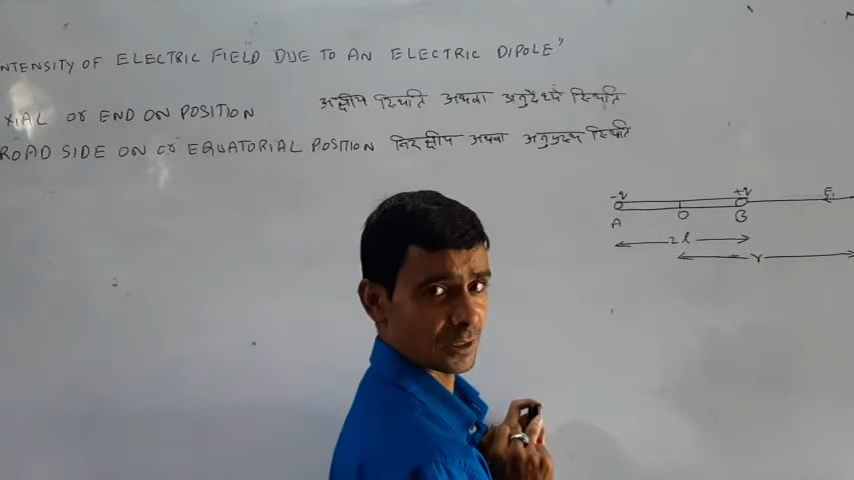 NTENSITY OF ELECTRIC FIELD DUE TO AN ELECTRIC DIPOLE"
XIAL or END ON POSITION अक्षीय स्थिति अथवा अनुदैर्ध्य स्थिति
ROAD SIDE ON or EQUATORIAL POSITION निरक्षीय अथवा अनुप्रस्थ स्थिति
-q +q E₁
A O B
2l
r